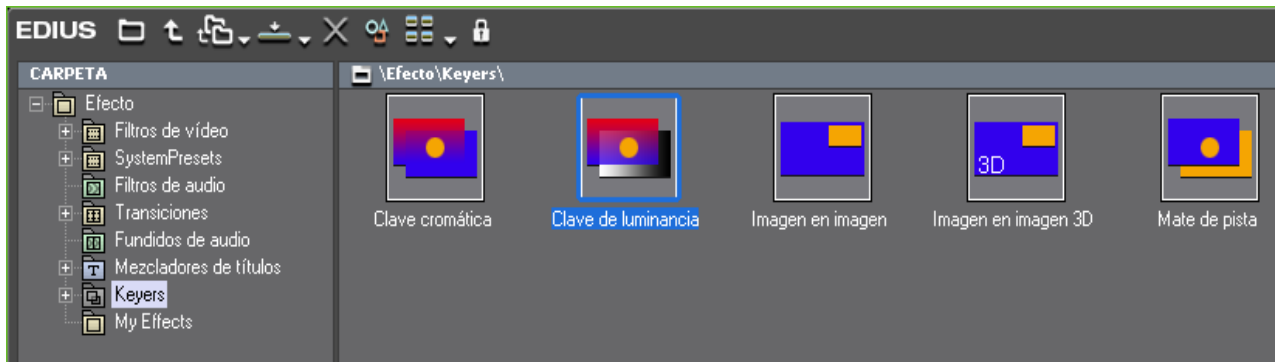 EDIUS
CARPETA
\Efecto\Keyers\
Efecto
Filtros de vídeo
SystemPresets
Filtros de audio
Transiciones
Fundidos de audio
T Mezcladores de títulos
Keyers
My Effects
3D
Clave cromática
Clave de luminancia
Imagen en imagen
Imagen en imagen 3D
Mate de pista